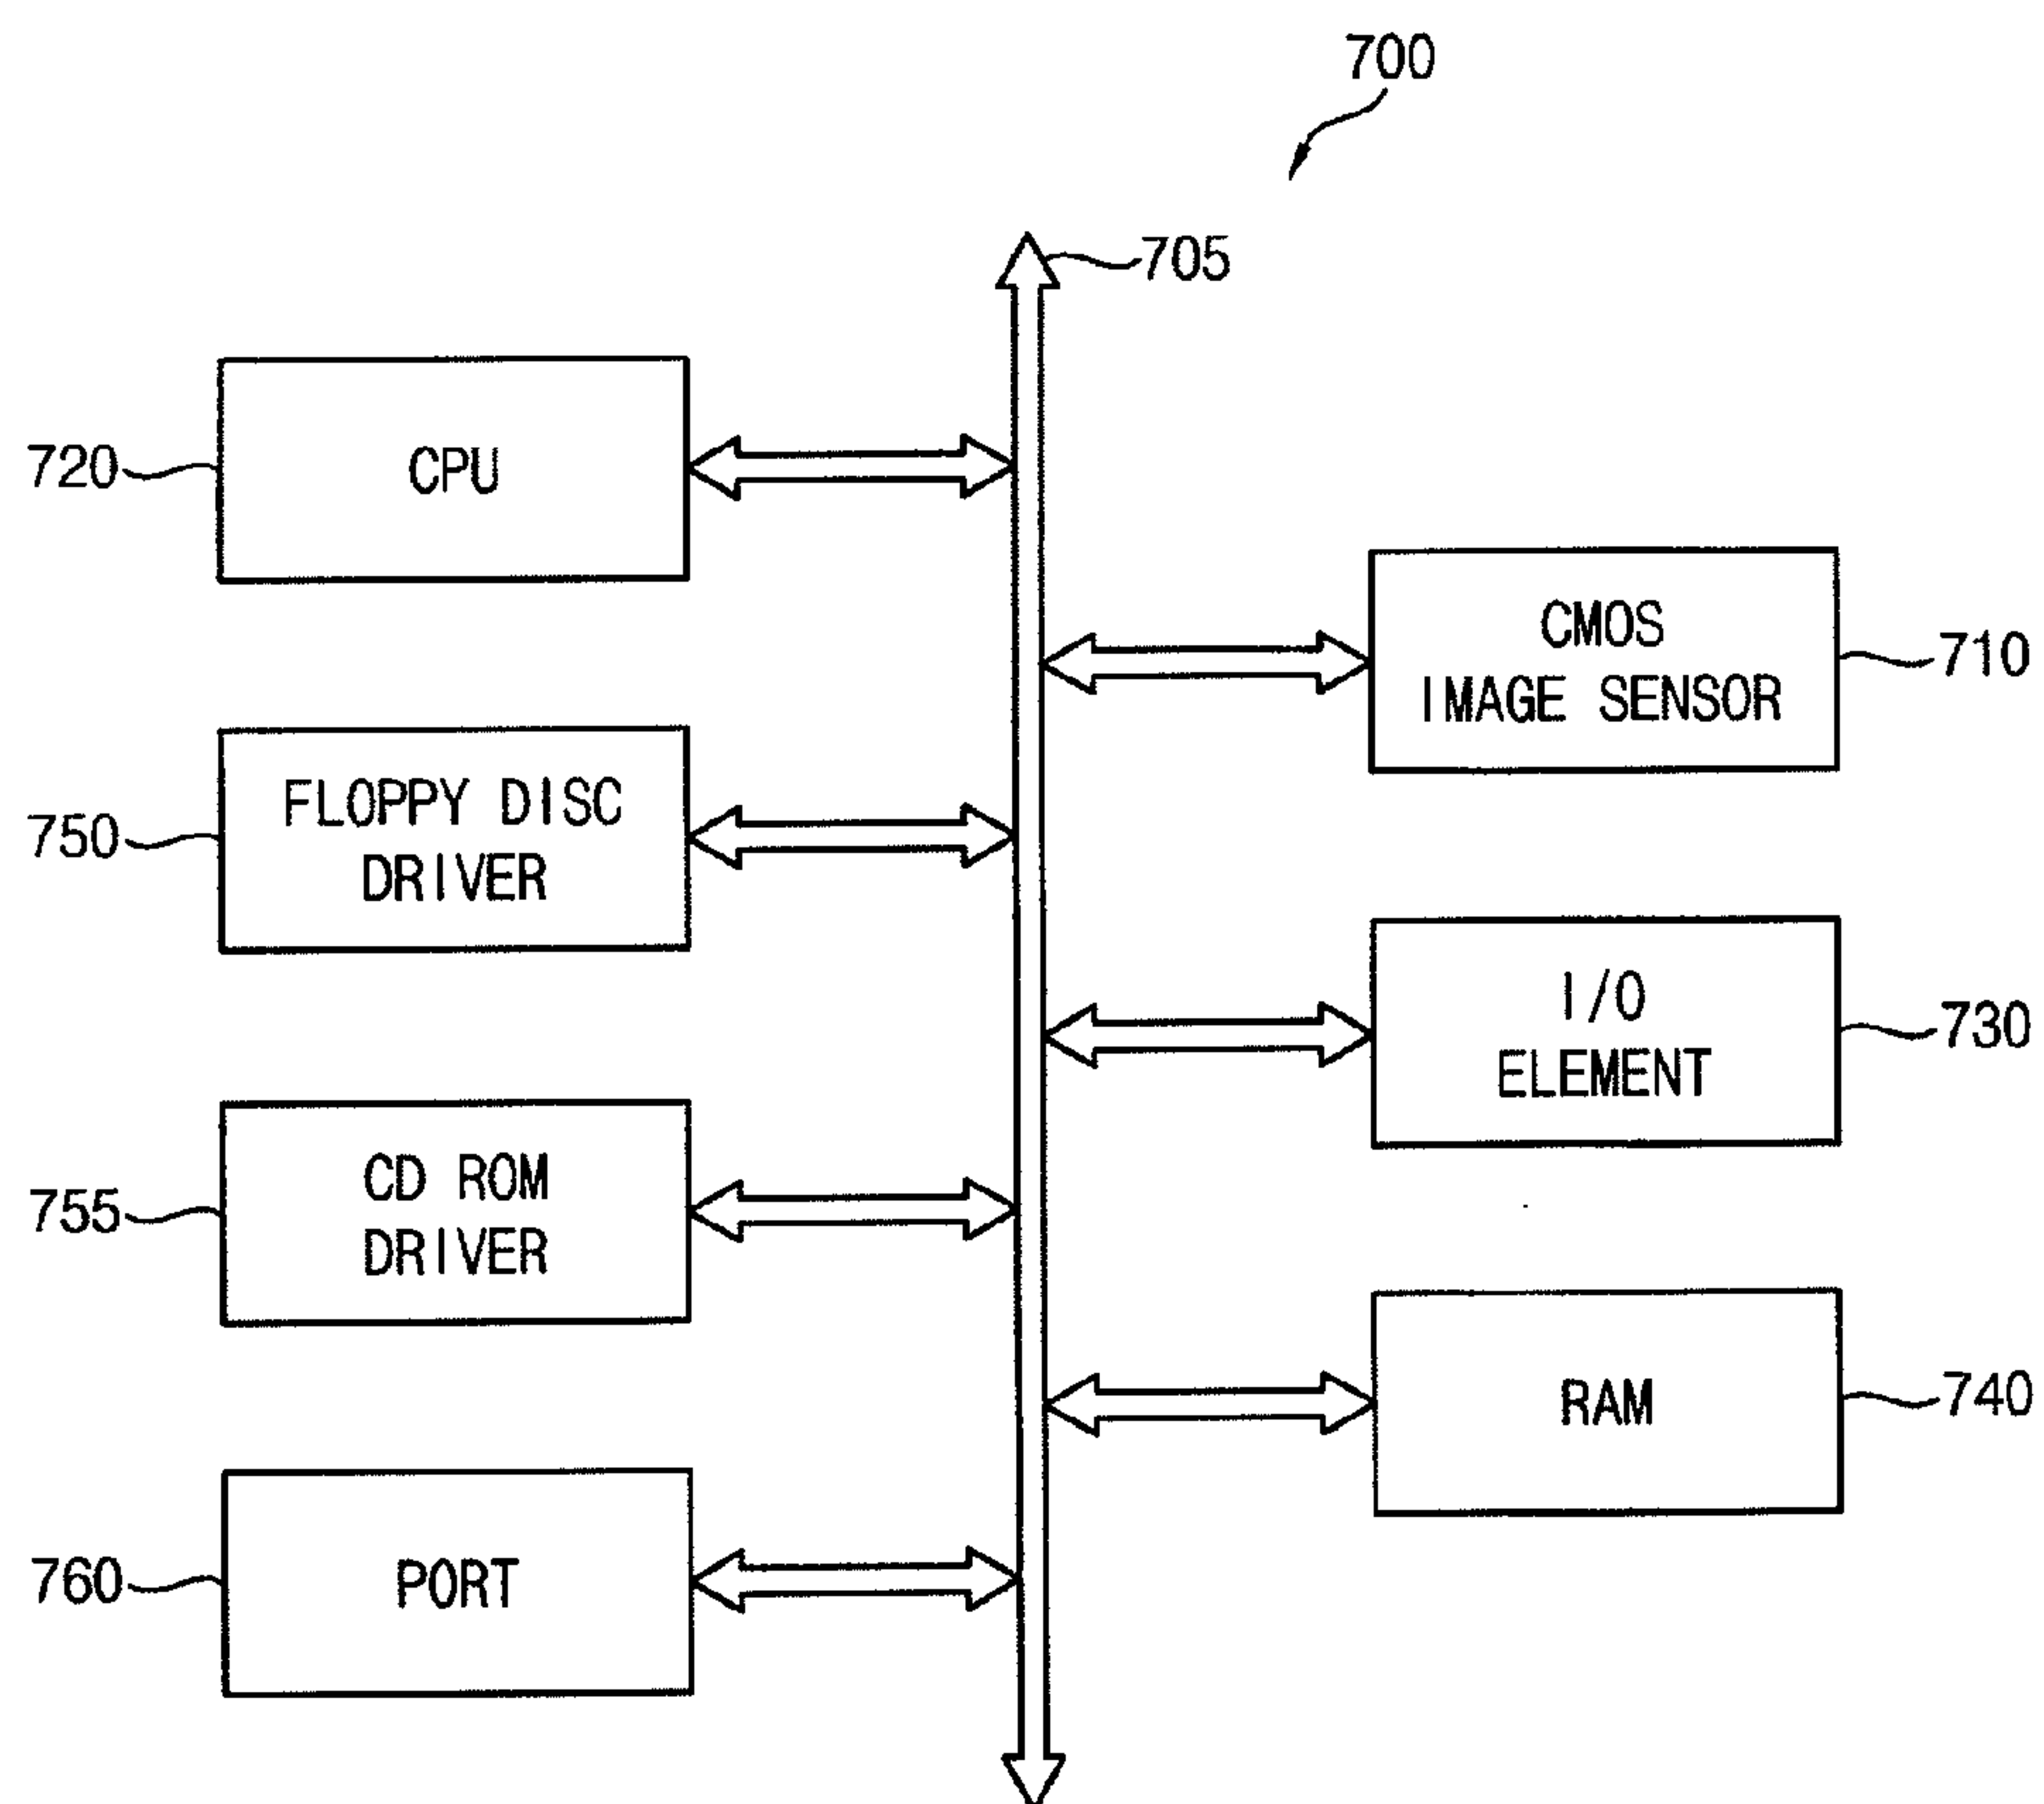 700
705
720
CPU
CMOS
IMAGE SENSOR
710
750
FLOPPY DISC
DRIVER
I/O
ELEMENT
730
755
CD ROM
DRIVER
RAM
740
760
PORT